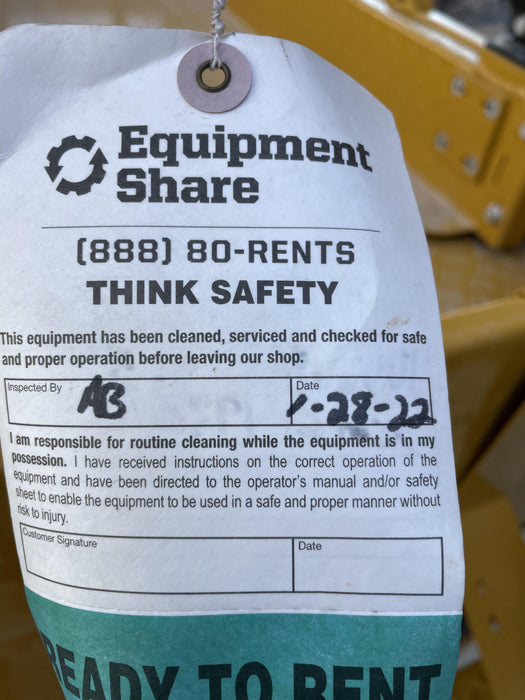 Equipment
Share
(888) 80-RENTS
THINK SAFETY
This equipment has been cleaned, serviced and checked for safe
and proper operation before leaving our shop.
Inspected By AB Date 1-28-22
I am responsible for routine cleaning while the equipment is in my
possession. I have received instructions on the correct operation of the
equipment and have been directed to the operator's manual and/or safety
sheet to enable the equipment to be used in a safe and proper manner without
risk to injury.
Customer Signature Date
READY TO RENT